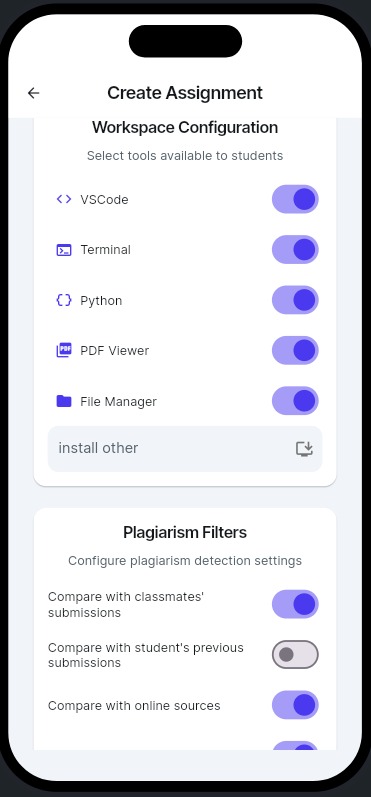 Create Assignment
Workspace Configuration
Select tools available to students
VSCode
Terminal
Python
PDF Viewer
File Manager
install other
Plagiarism Filters
Configure plagiarism detection settings
Compare with classmates'
submissions
Compare with student's previous
submissions
Compare with online sources